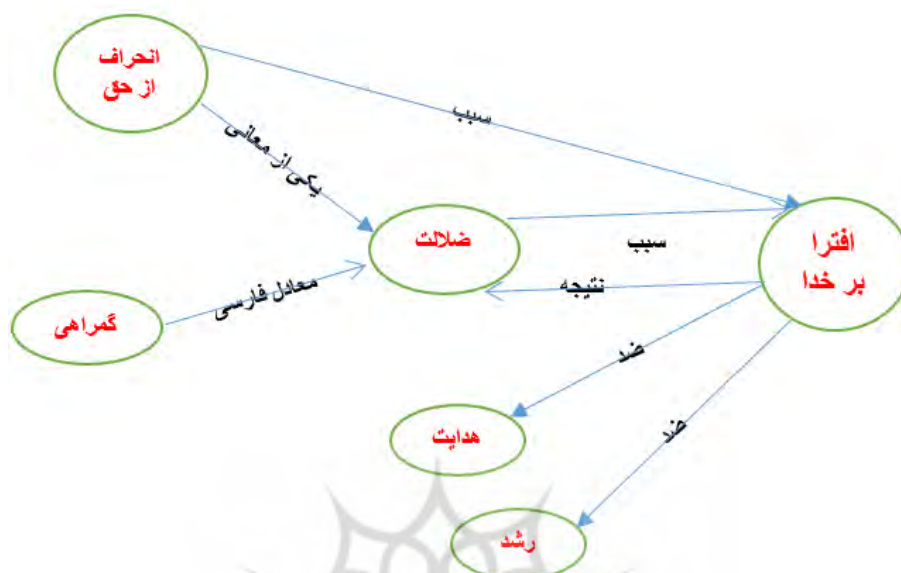 انحراف
از حق
سبب
یکی از معانی
ضلالت
افترا
بر خدا
سبب
نتیجه
معادل فارسی
گمراهی
ضد
هدایت
ضد
رشد